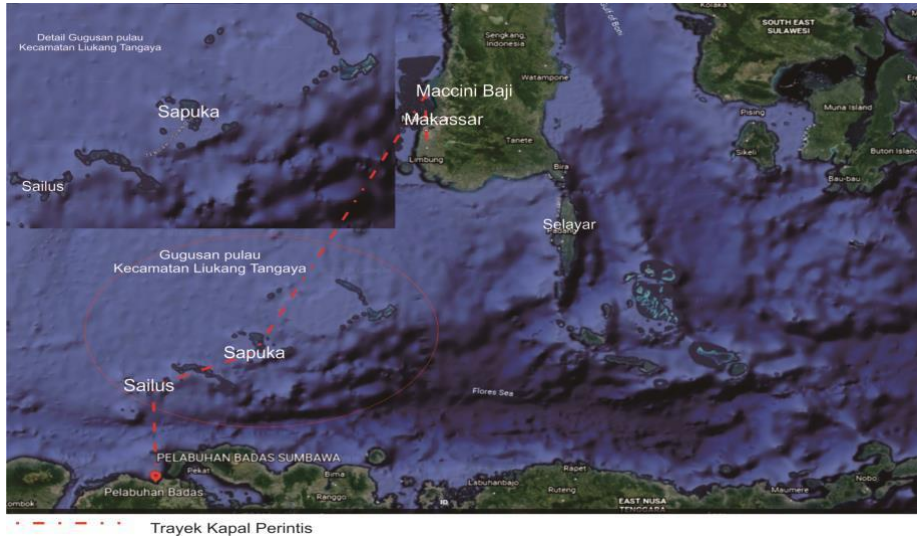 Detail Gugusan pulau
Kecamatan Liukang Tangaya
Sapuka
Sailus
Sengkang,
Indonesia
Watampone
Maccini Baji
Makassar
Limbung
Tanete
Bira
Selayar
SOUTH EAST
SULAWESI
Kolaka
Pising
Sikeli
Muna Island
Buton Island
Bau-bau
Gugusan pulau
Kecamatan Liukang Tangaya
Sapuka
Sailus
Flores Sea
PELABUHAN BADAS SUMBAWA
Pekat
Bima
Pelabuhan Badas
Ranggo
Labuhanbajo
Rapet
Ruteng
EAST NUSA
TENGGARA
Maumere
Nobo
ombok
Trayek Kapal Perintis